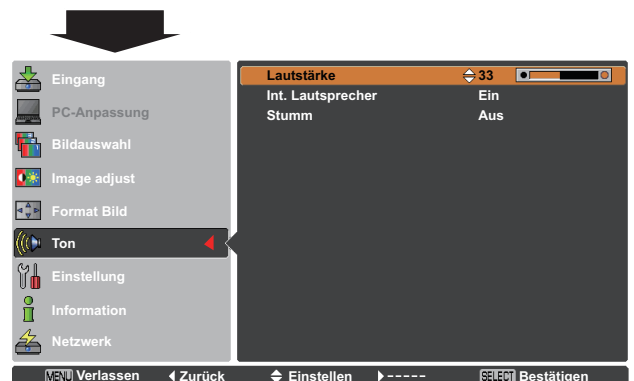 Eingang
PC-Anpassung
Bildauswahl
Image adjust
Format Bild
Ton
Einstellung
Information
Netzwerk
Lautstärke 33
Int. Lautsprecher Ein
Stumm Aus
MENU Verlassen Zurück Einstellen ----- SELECT Bestätigen